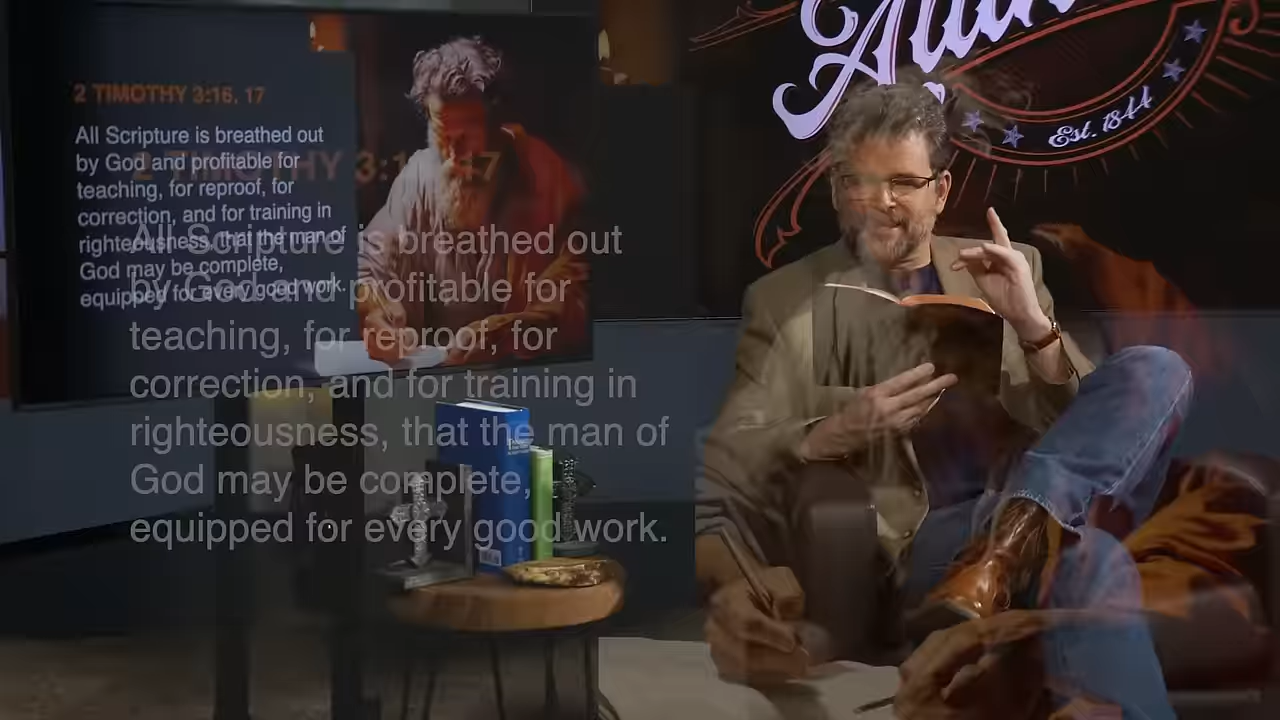 2 TIMOTHY 3:16, 17
All Scripture is breathed out
by God and profitable for
teaching, for reproof, for
correction, and for training in
righteousness, that the man of
God may be complete,
equipped for every good work.
2 TIMOTHY 3:16, 17
All Scripture is breathed out
by God and profitable for
teaching, for reproof, for
correction, and for training in
righteousness, that the man of
God may be complete,
equipped for every good work.
Est. 1844